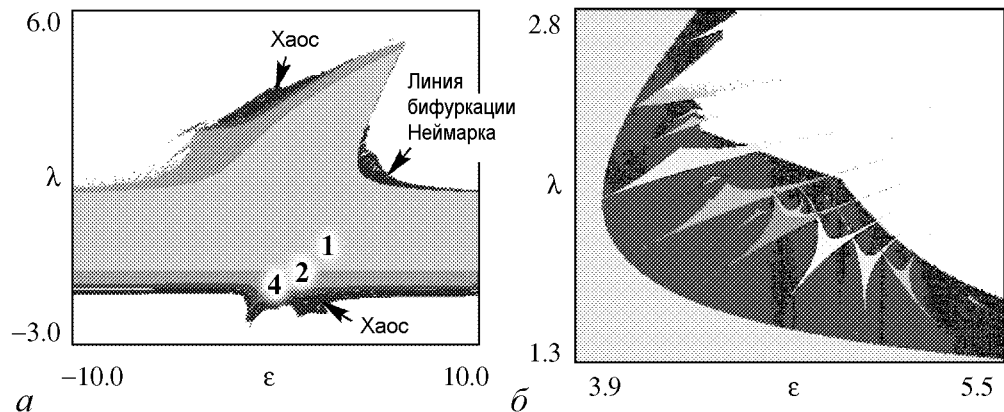 6.0
Хаос
Линия
бифуркации
Неймарка
λ
1
2
4
Хаос
–3.0
–10.0
ε
10.0
а
2.8
λ
1.3
3.9
ε
5.5
б